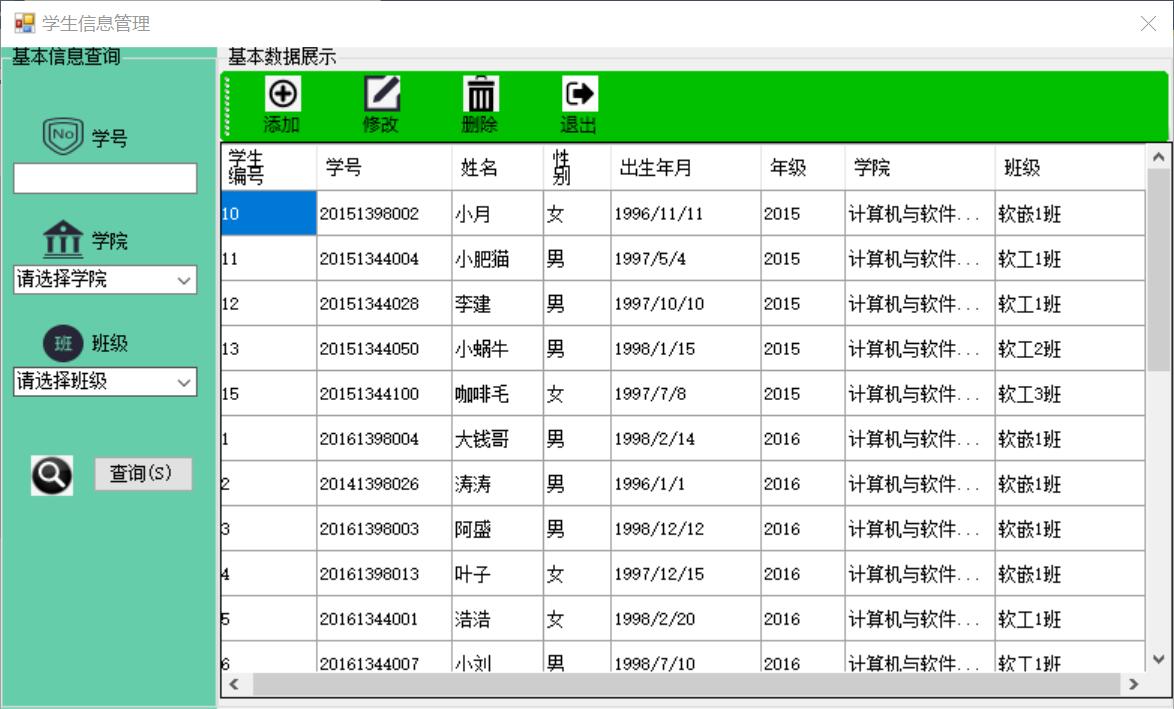 学生信息管理
基本信息查询
No 学号
学院
请选择学院
班 班级
请选择班级
查询(S)
基本数据展示
添加 修改 删除 退出
学生编号 学号 姓名 性别 出生年月 年级 学院 班级
10 20151398002 小月 女 1996/11/11 2015 计算机与软件... 软嵌1班
11 20151344004 小肥猫 男 1997/5/4 2015 计算机与软件... 软工1班
12 20151344028 李建 男 1997/10/10 2015 计算机与软件... 软工1班
13 20151344050 小蜗牛 男 1998/1/15 2015 计算机与软件... 软工2班
15 20151344100 咖啡毛 女 1997/7/8 2015 计算机与软件... 软工3班
1 20161398004 大钱哥 男 1998/2/14 2016 计算机与软件... 软嵌1班
2 20141398026 涛涛 男 1996/1/1 2016 计算机与软件... 软嵌1班
3 20161398003 阿盛 男 1998/12/12 2016 计算机与软件... 软嵌1班
4 20161398013 叶子 女 1997/12/15 2016 计算机与软件... 软嵌1班
5 20161344001 浩浩 女 1998/2/20 2016 计算机与软件... 软工1班
6 20161344007 小刘 男 1998/7/10 2016 计算机与软件... 软工1班